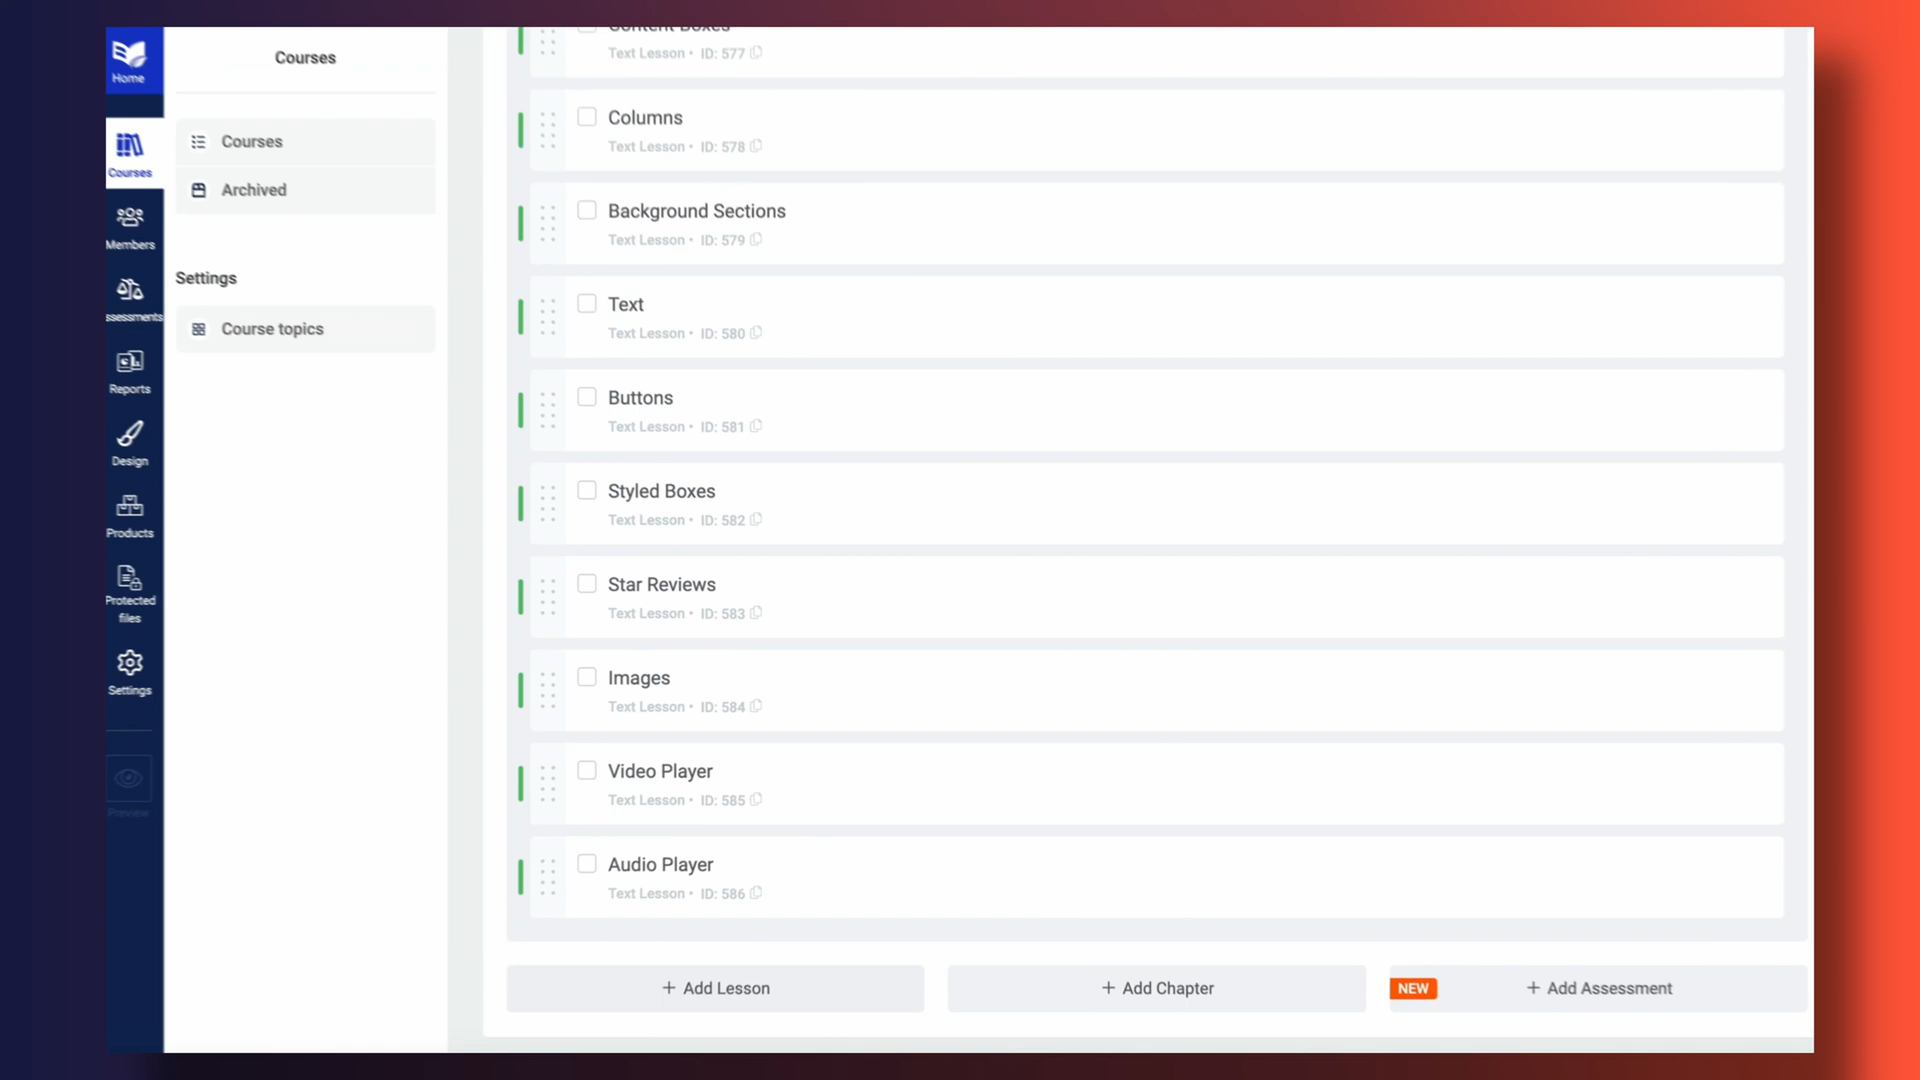 Home
Courses
Members
ssessments
Reports
Design
Products
Protected
files
Settings
Preview
Courses
Courses
Archived
Settings
Course topics
Content Boxes
Text Lesson • ID: 577
Columns
Text Lesson • ID: 578
Background Sections
Text Lesson • ID: 579
Text
Text Lesson • ID: 580
Buttons
Text Lesson • ID: 581
Styled Boxes
Text Lesson • ID: 582
Star Reviews
Text Lesson • ID: 583
Images
Text Lesson • ID: 584
Video Player
Text Lesson • ID: 585
Audio Player
Text Lesson • ID: 586
+ Add Lesson
+ Add Chapter
NEW
+ Add Assessment